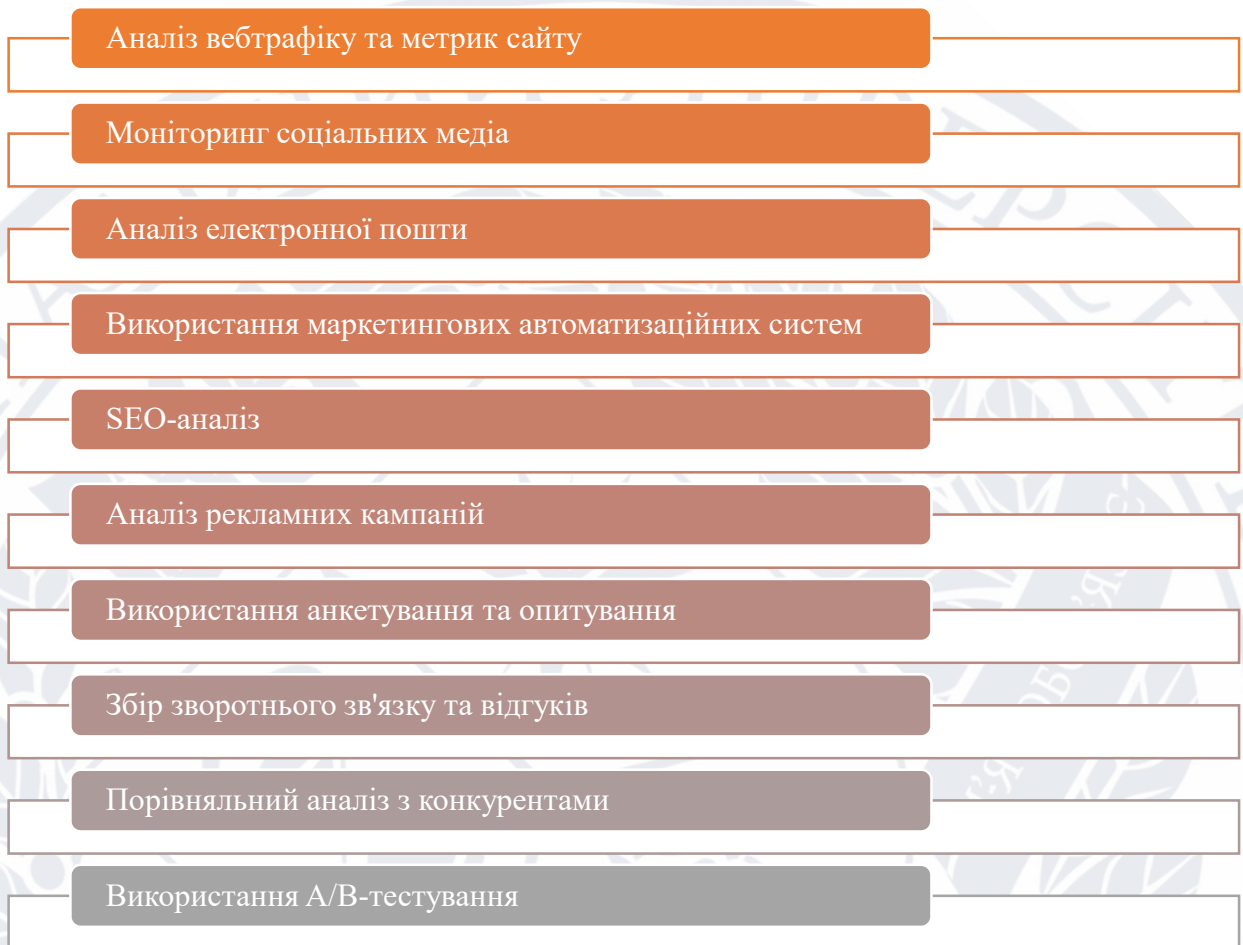 Аналіз вебтрафіку та метрик сайту
Моніторинг соціальних медіа
Аналіз електронної пошти
Використання маркетингових автоматизаційних систем
SEO-аналіз
Аналіз рекламних кампаній
Використання анкетування та опитування
Збір зворотнього зв'язку та відгуків
Порівняльний аналіз з конкурентами
Використання А/В-тестування